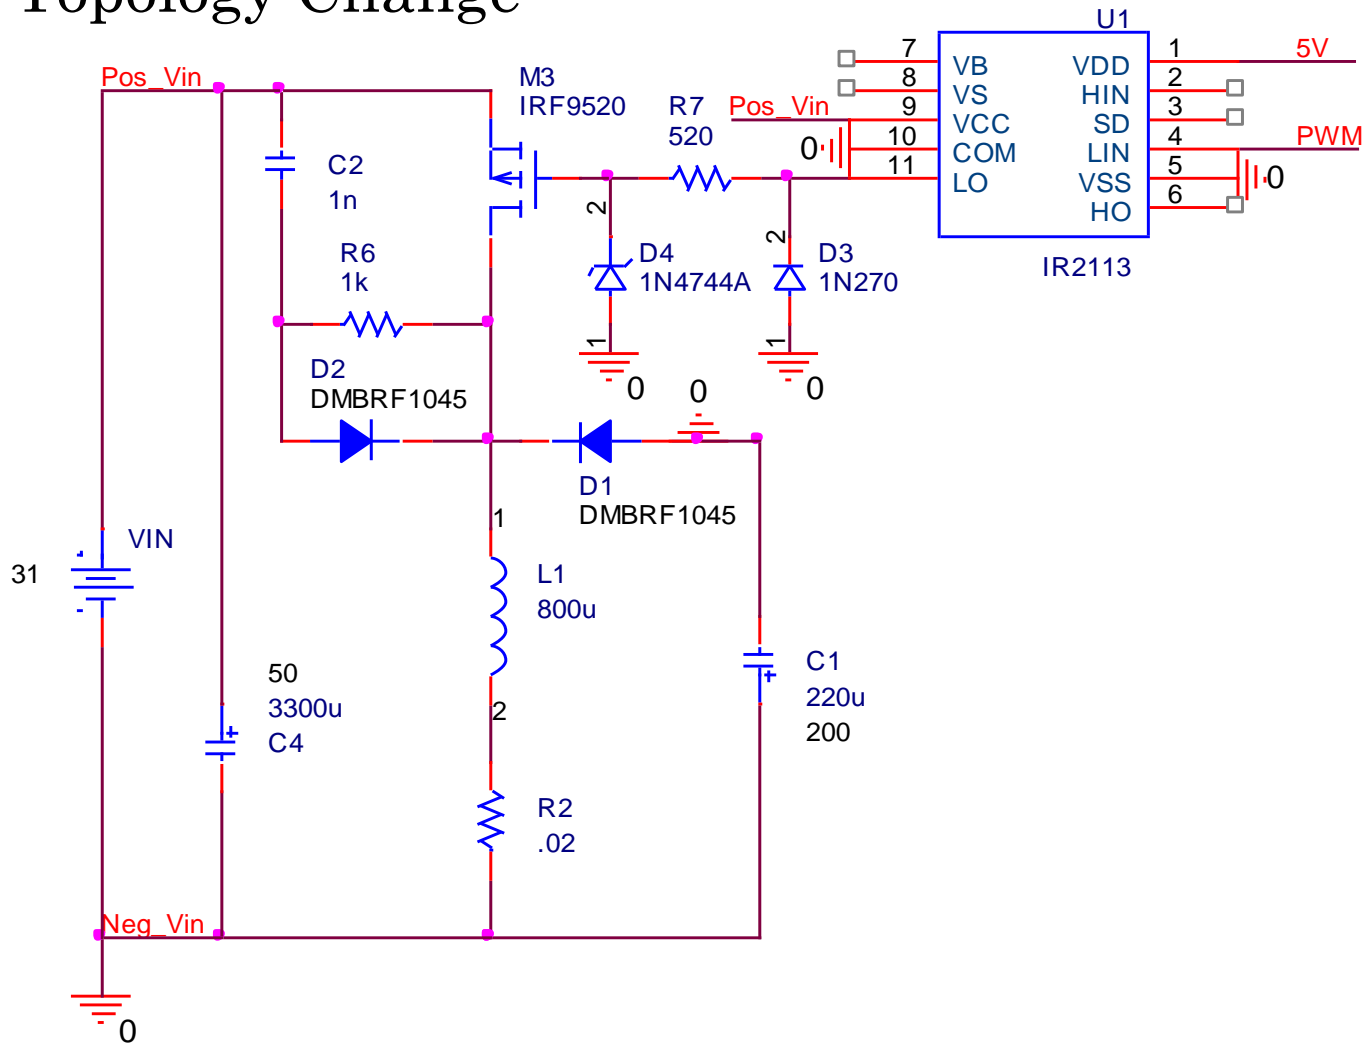 Topology Change
U1
7
VB
VDD
1
5V
8
VS
HIN
2
Pos_Vin
9
VCC
SD
3
0
10
COM
LIN
4
PWM
11
LO
VSS
5
0
HO
6
IR2113
Pos_Vin
M3
IRF9520
R7
520
C2
1n
R6
1k
2
D4
1N4744A
1
0
2
D3
1N270
1
0
D2
DMBRF1045
0
D1
DMBRF1045
VIN
31
1
L1
800u
2
50
3300u
C4
C1
220u
200
R2
.02
Neg_Vin
0